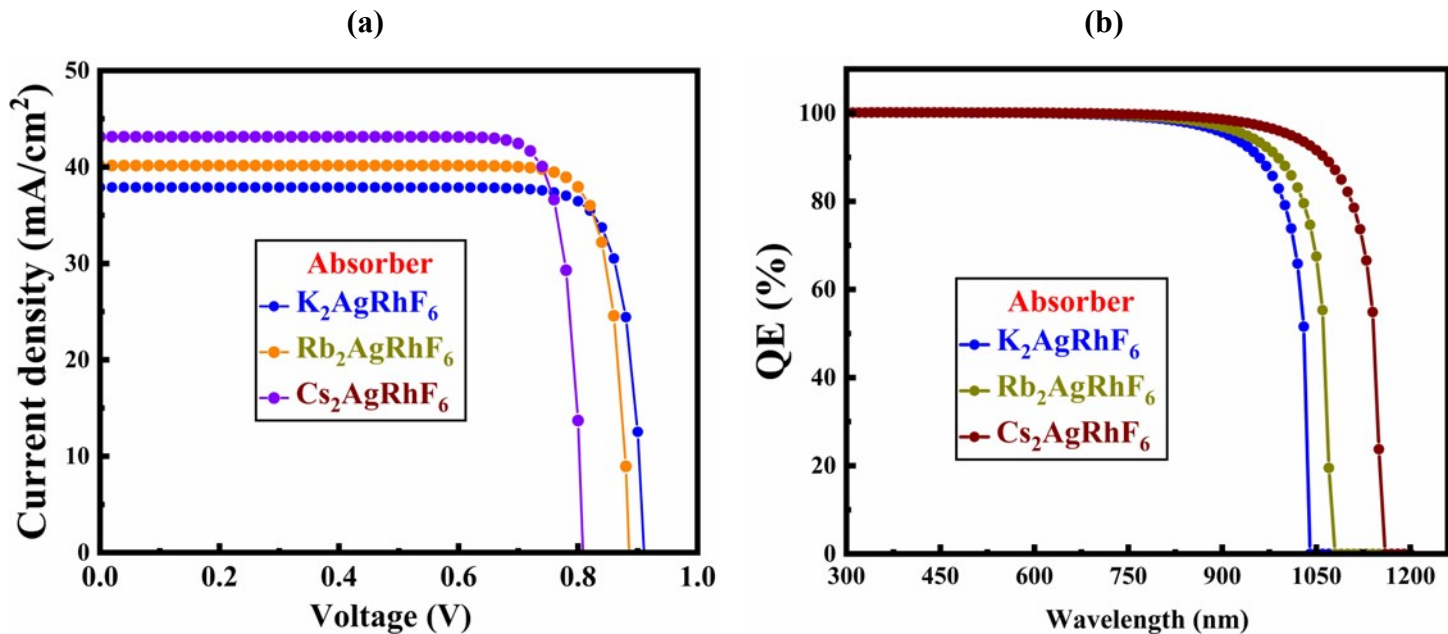 (a)
50
40
30
20
10
0
0.0 0.2 0.4 0.6 0.8 1.0
Current density (mA/cm²)
Voltage (V)
Absorber
K₂AgRhF₆
Rb₂AgRhF₆
Cs₂AgRhF₆
(b)
100
80
60
40
20
0
300 450 600 750 900 1050 1200
QE (%)
Wavelength (nm)
Absorber
K₂AgRhF₆
Rb₂AgRhF₆
Cs₂AgRhF₆